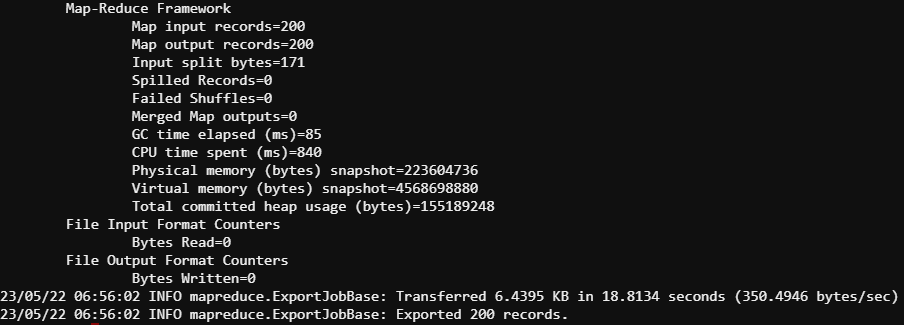 Map-Reduce Framework
Map input records=200
Map output records=200
Input split bytes=171
Spilled Records=0
Failed Shuffles=0
Merged Map outputs=0
GC time elapsed (ms)=85
CPU time spent (ms)=840
Physical memory (bytes) snapshot=223604736
Virtual memory (bytes) snapshot=4568698880
Total committed heap usage (bytes)=155189248
File Input Format Counters
Bytes Read=0
File Output Format Counters
Bytes Written=0
23/05/22 06:56:02 INFO mapreduce.ExportJobBase: Transferred 6.4395 KB in 18.8134 seconds (350.4946 bytes/sec)
23/05/22 06:56:02 INFO mapreduce.ExportJobBase: Exported 200 records.